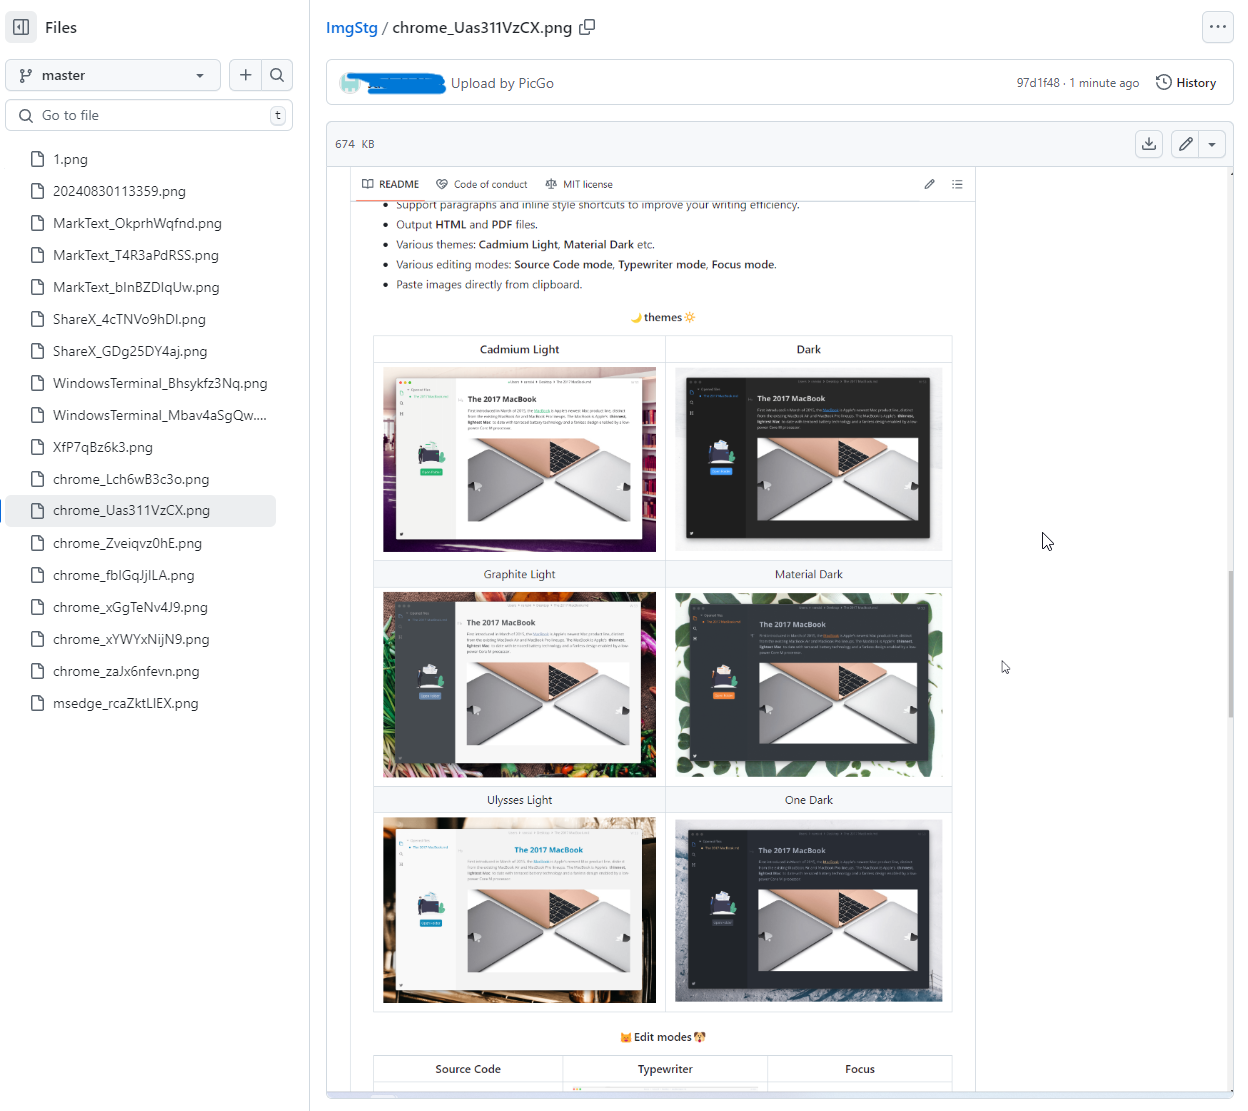 Files
master
Go to file
t
1.png
20240830113359.png
MarkText_OkprhWqfnd.png
MarkText_T4R3aPdRSS.png
MarkText_bInBZDIqUw.png
ShareX_4cTNVo9hDI.png
ShareX_GDg25DY4aj.png
WindowsTerminal_Bhsykfz3Nq.png
WindowsTerminal_Mbav4aSgQw....
XfP7qBz6k3.png
chrome_Lch6wB3c3o.png
chrome_Uas311VzCX.png
chrome_Zveiqvz0hE.png
chrome_fbIGqJjILA.png
chrome_xGgTeNv4J9.png
chrome_xYWYxNijN9.png
chrome_zaJx6nfevn.png
msedge_rcaZktLIEX.png
ImgStg / chrome_Uas311VzCX.png
Upload by PicGo
97d1f48 · 1 minute ago
History
674 KB
README Code of conduct MIT license
Support paragraphs and inline style shortcuts to improve your writing efficiency.
Output HTML and PDF files.
Various themes: Cadmium Light, Material Dark etc.
Various editing modes: Source Code mode, Typewriter mode, Focus mode.
Paste images directly from clipboard.
🌙themes🔆
Cadmium Light Dark
The 2017 MacBook
The 2017 MacBook
Graphite Light Material Dark
The 2017 MacBook
The 2017 MacBook
Ulysses Light One Dark
The 2017 MacBook
The 2017 MacBook
😸Edit modes🐶
Source Code Typewriter Focus